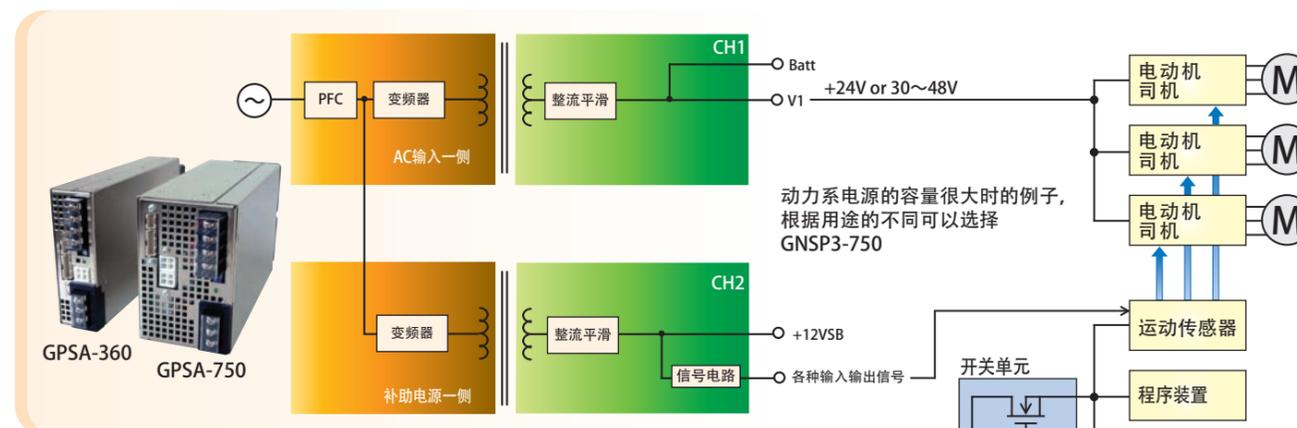 CH1
Batt
PFC
变频器
整流平滑
V1
+24V or 30～48V
AC输入一侧
电动机
司机
M
电动机
司机
M
电动机
司机
M
动力系电源的容量很大时的例子，
根据用途的不同可以选择
GNSP3-750
CH2
变频器
整流平滑
+12VSB
信号电路
各种输入输出信号
补助电源一侧
运动传感器
开关单元
程序装置
GPSA-360
GPSA-750